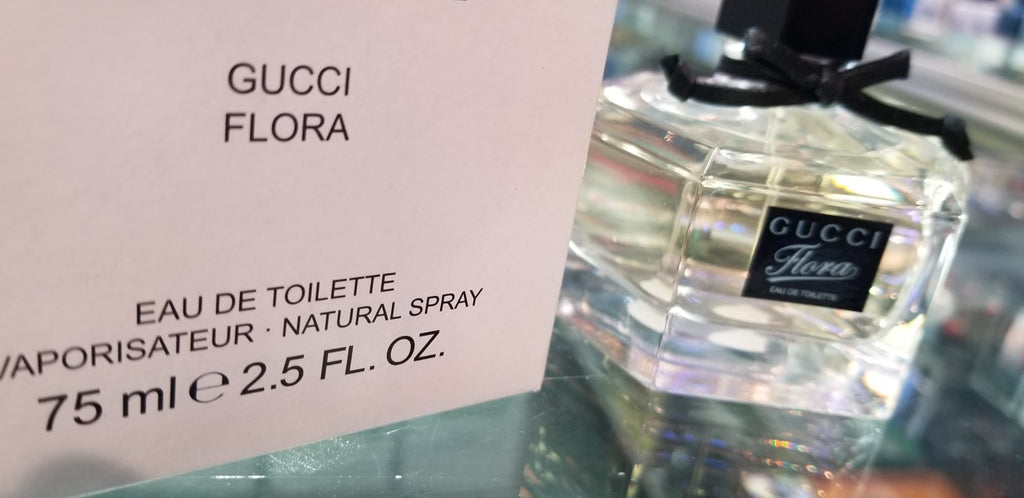 GUCCI
FLORA
EAU DE TOILETTE
VAPORISATEUR · NATURAL SPRAY
75 ml ℮ 2.5 FL. OZ.
GUCCI
Flora
EAU DE TOILETTE